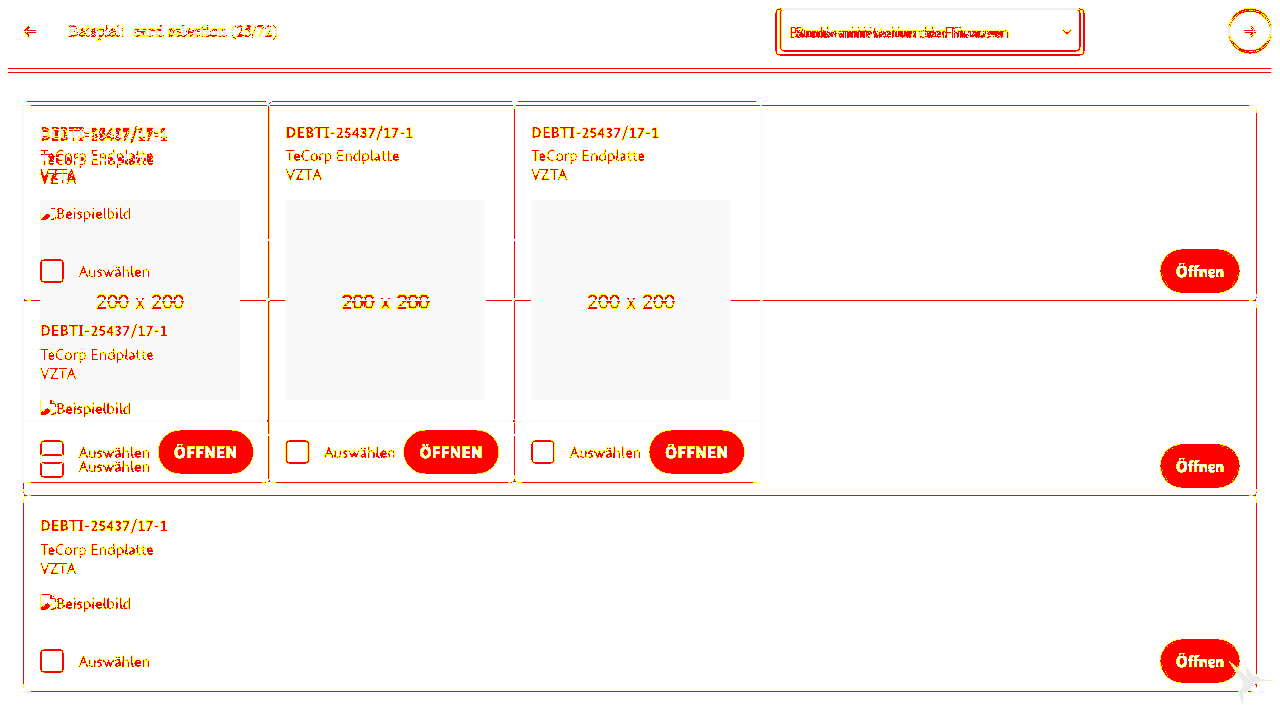 Beispiel: card selection (25/72)
DEBTI-25437/17-1
TeCorp Endplatte
VZTA
DEBTI-25437/17-1
TeCorp Endplatte
VZTA
DEBTI-25437/17-1
TeCorp Endplatte
VZTA
Beispielbild
Auswählen
Öffnen
200 x 200
200 x 200
200 x 200
DEBTI-25437/17-1
TeCorp Endplatte
VZTA
Beispielbild
Auswählen
ÖFFNEN
Auswählen
ÖFFNEN
Auswählen
ÖFFNEN
Auswählen
Öffnen
DEBTI-25437/17-1
TeCorp Endplatte
VZTA
Beispielbild
Auswählen
Öffnen